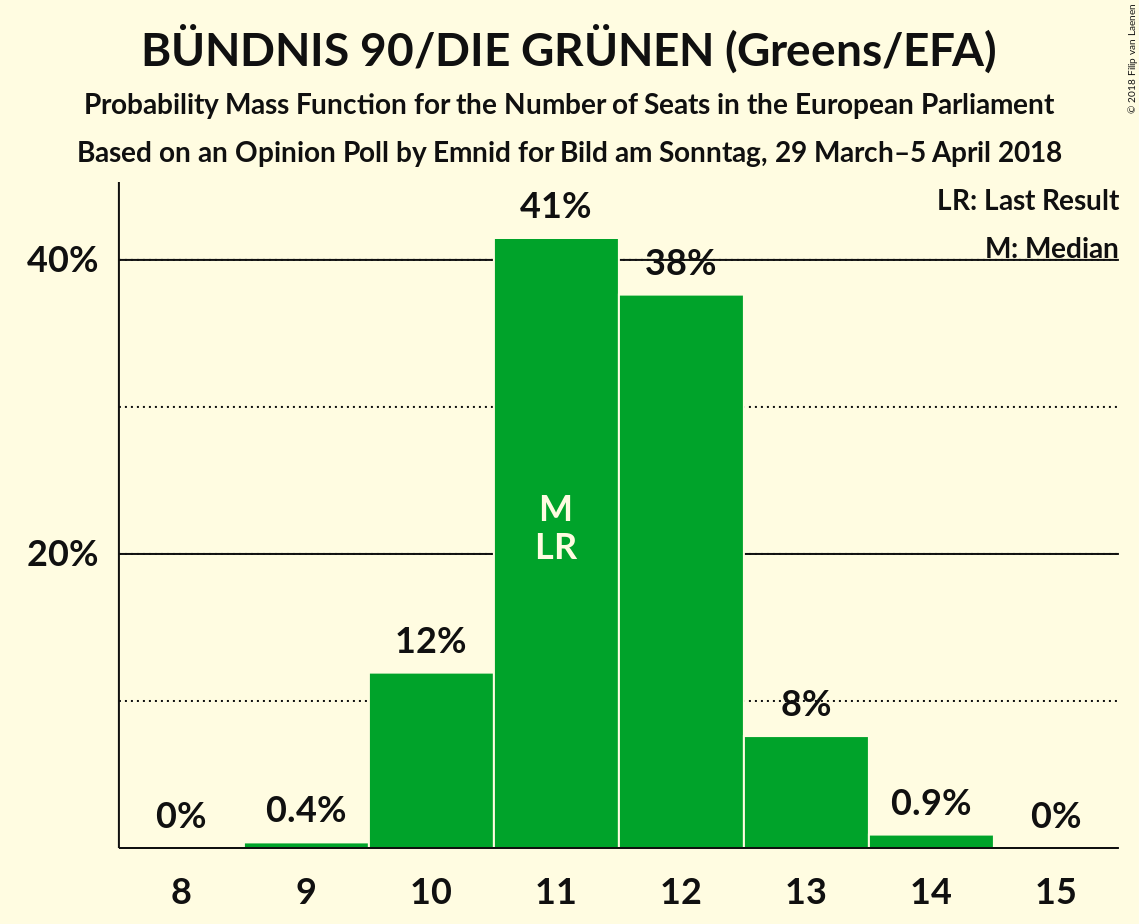 BÜNDNIS 90/DIE GRÜNEN (Greens/EFA)
Probability Mass Function for the Number of Seats in the European Parliament
Based on an Opinion Poll by Emnid for Bild am Sonntag, 29 March–5 April 2018
© 2018 Filip van Laenen
LR: Last Result
M: Median
40%
20%
0%
0.4%
12%
41%
38%
8%
0.9%
0%
M
LR
8 9 10 11 12 13 14 15